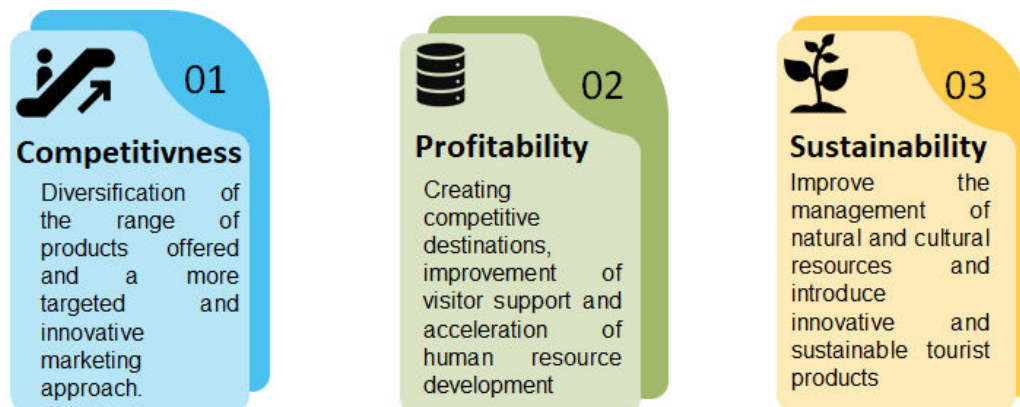 01
Competitivness
Diversification of
the range of
products offered
and a more
targeted and
innovative
marketing
approach.
02
Profitability
Creating
competitive
destinations,
improvement of
visitor support and
acceleration of
human resource
development
03
Sustainability
Improve the
management of
natural and cultural
resources and
introduce
innovative and
sustainable tourist
products